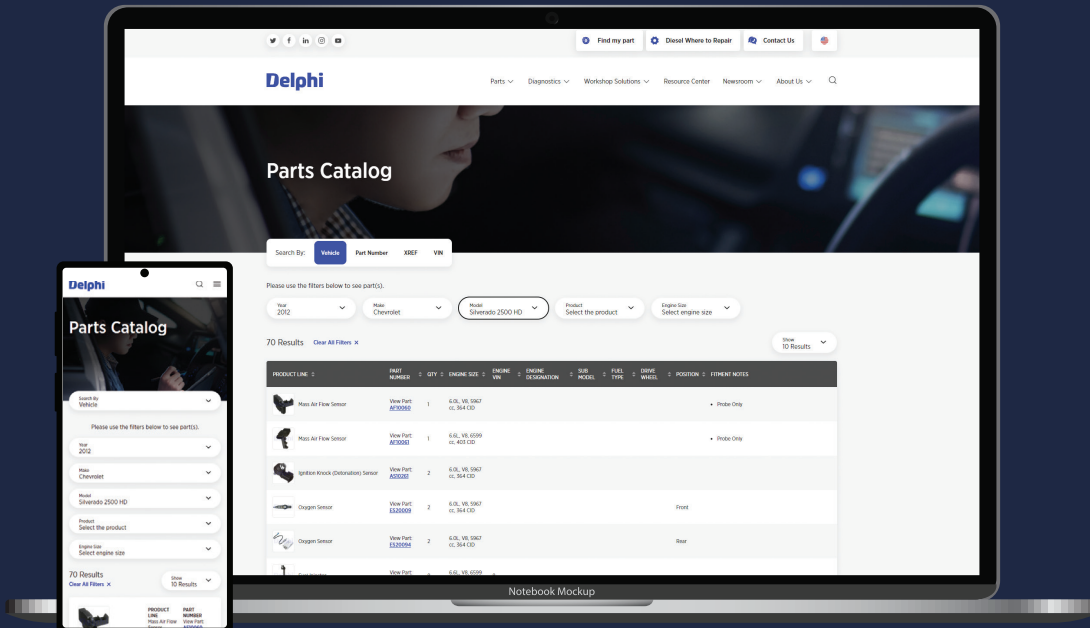 Find my part
Diesel Where to Repair
Contact Us
Delphi
Parts
Diagnostics
Workshop Solutions
Resource Center
Newsroom
About Us
Parts Catalog
Search By:
Vehicle
Part Number
XREF
VIN
Please use the filters below to see part(s).
Year
2012
Make
Chevrolet
Model
Silverado 2500 HD
Product
Select the product
Engine Size
Select engine size
70 Results
Clear All Filters ×
Show
10 Results
PRODUCT LINE
PART
NUMBER
QTY
ENGINE SIZE
ENGINE
VIN
ENGINE
DESIGNATION
SUB
MODEL
FUEL
TYPE
DRIVE
WHEEL
POSITION
FITMENT NOTES
Mass Air Flow Sensor
View Part:
AF10060
1
6.0L, V8, 5967
cc, 364 CID
• Probe Only
Mass Air Flow Sensor
View Part:
AF10061
1
6.6L, V8, 6599
cc, 403 CID
• Probe Only
Ignition Knock (Detonation) Sensor
View Part:
AS10261
2
6.0L, V8, 5967
cc, 364 CID
Oxygen Sensor
View Part:
ES20009
2
6.0L, V8, 5967
cc, 364 CID
Front
Oxygen Sensor
View Part:
ES20094
2
6.0L, V8, 5967
cc, 364 CID
Rear
View Part:
6.6L, V8, 6599
Notebook Mockup
Delphi
Parts Catalog
Search By
Vehicle
Please use the filters below to see part(s).
Year
2012
Make
Chevrolet
Model
Silverado 2500 HD
Product
Select the product
Engine Size
Select engine size
70 Results
Clear All Filters ×
Show
10 Results
PRODUCT
LINE
PART
NUMBER
Mass Air Flow
View Part: